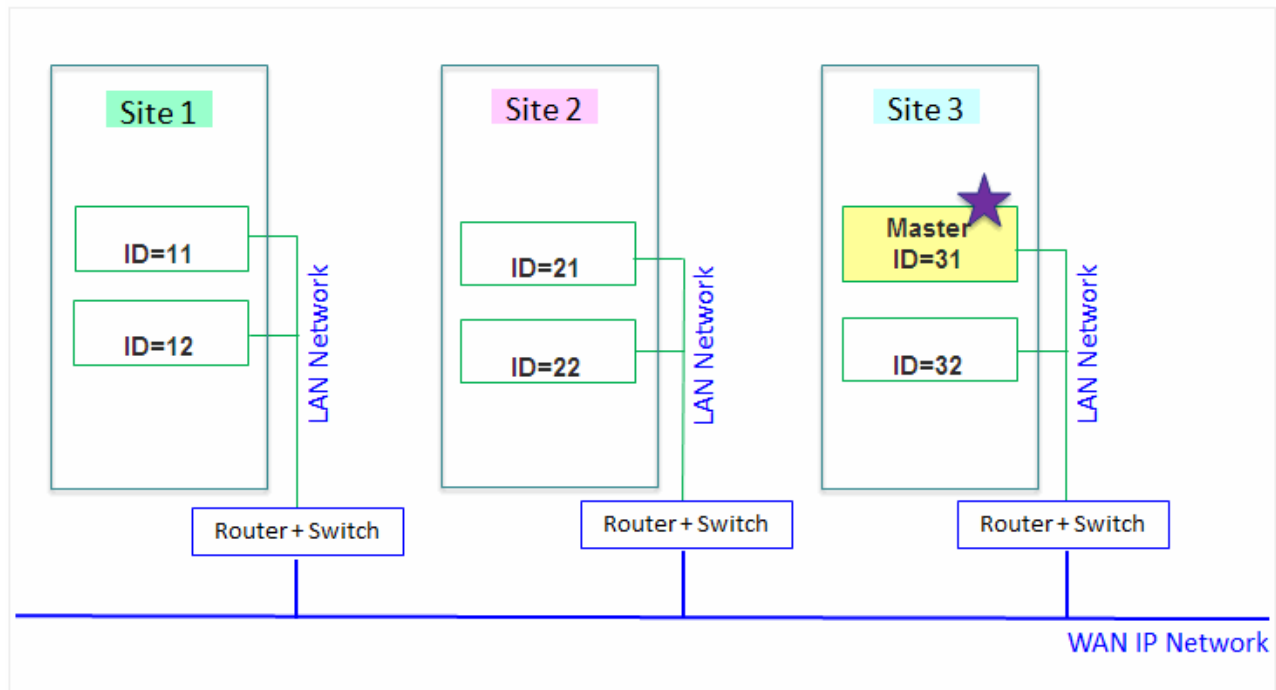 Site 1
ID=11
ID=12
LAN Network
Router + Switch
Site 2
ID=21
ID=22
LAN Network
Router + Switch
Site 3
Master
ID=31
ID=32
LAN Network
Router + Switch
WAN IP Network